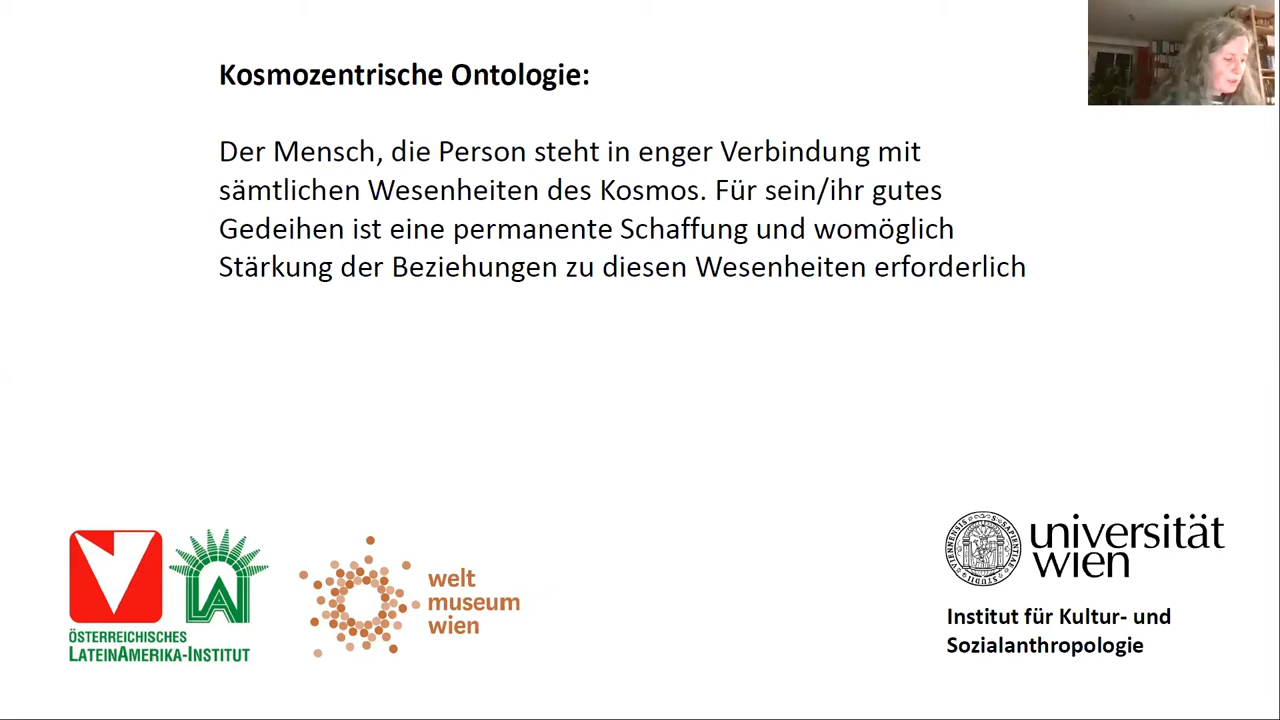 Kosmozentrische Ontologie:
Der Mensch, die Person steht in enger Verbindung mit
sämtlichen Wesenheiten des Kosmos. Für sein/ihr gutes
Gedeihen ist eine permanente Schaffung und womöglich
Stärkung der Beziehungen zu diesen Wesenheiten erforderlich
LAI
ÖSTERREICHISCHES
LATEINAMERIKA-INSTITUT
welt
museum
wien
universität
wien
Institut für Kultur- und
Sozialanthropologie